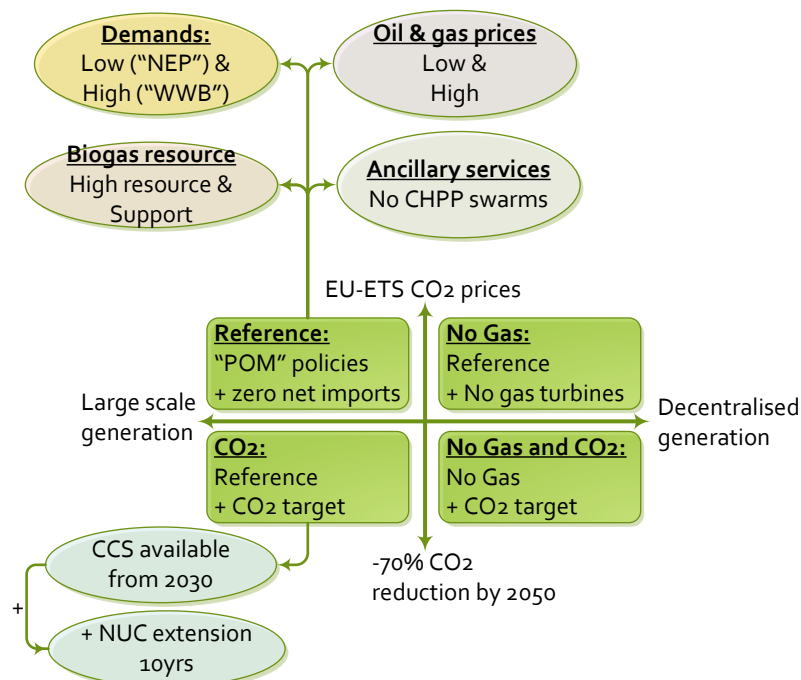 Demands:
Low (“NEP”) &
High (“WWB”)
Oil & gas prices
Low &
High
Biogas resource
High resource &
Support
Ancillary services
No CHPP swarms
EU-ETS CO2 prices
Reference:
“POM” policies
+ zero net imports
No Gas:
Reference
+ No gas turbines
Large scale
generation
Decentralised
generation
CO2:
Reference
+ CO2 target
No Gas and CO2:
No Gas
+ CO2 target
CCS available
from 2030
-70% CO2
reduction by 2050
+
+ NUC extension
10yrs